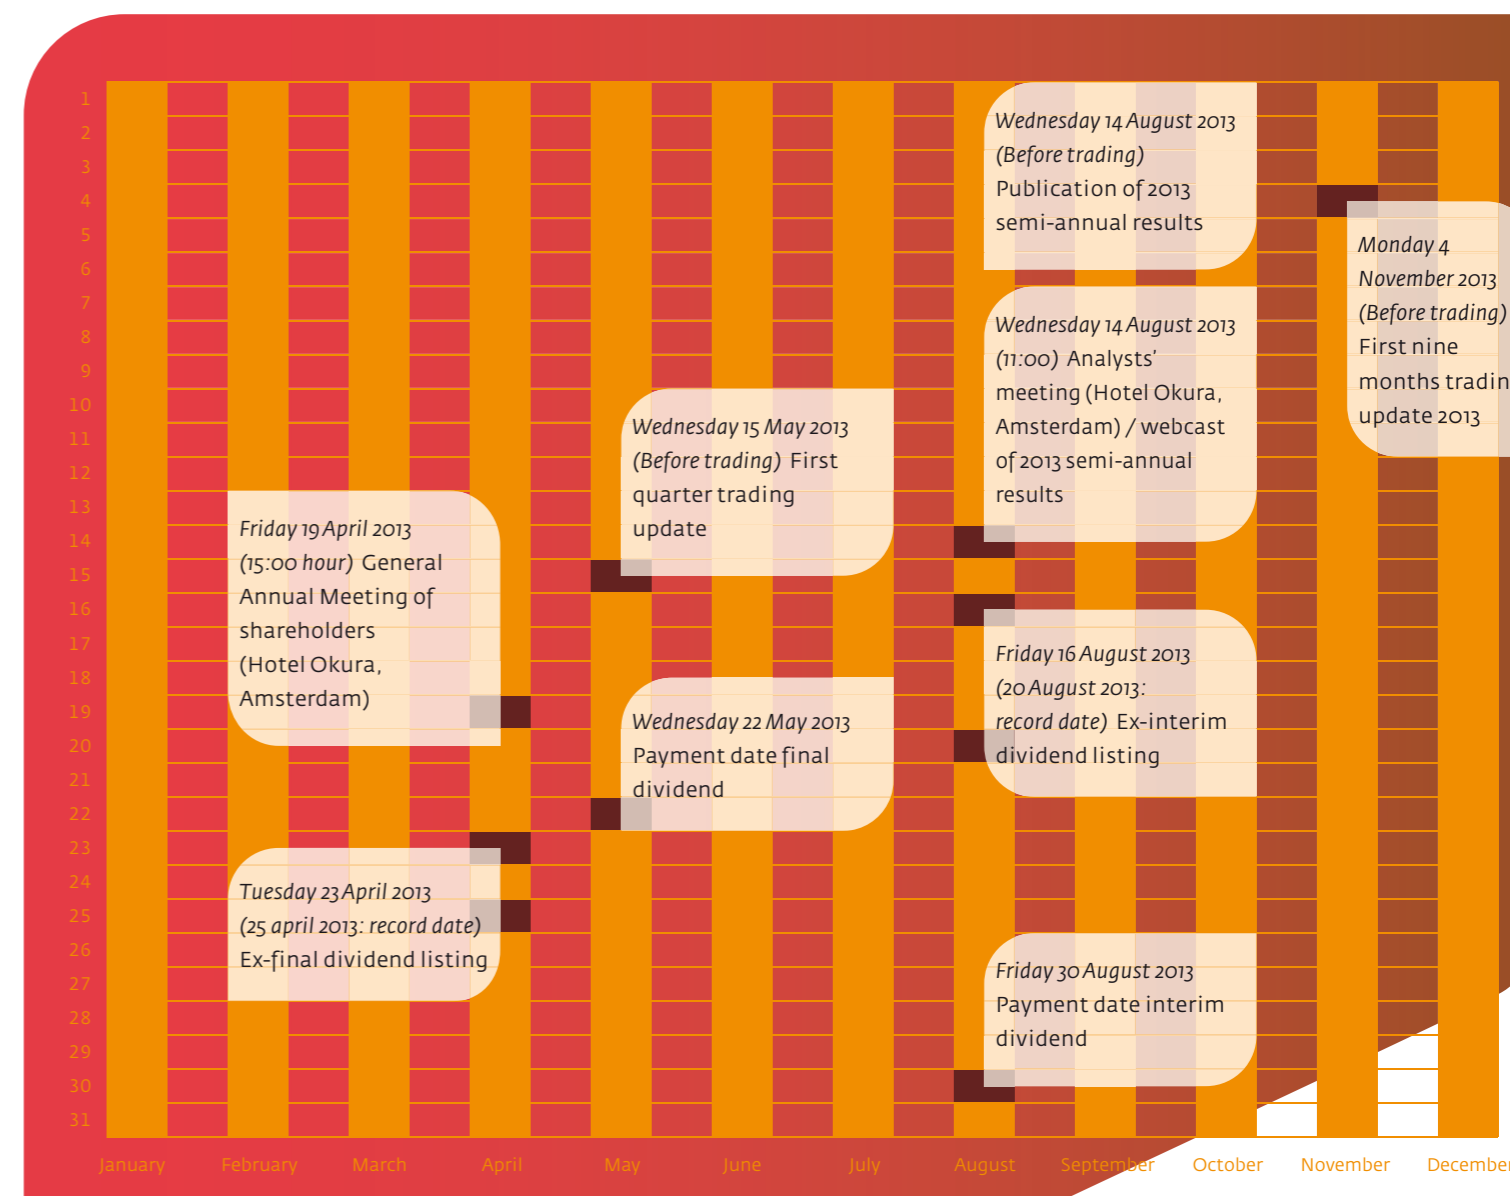 1
2
3
4
5
6
7
8
9
10
11
12
13
14
15
16
17
18
19
20
21
22
23
24
25
26
27
28
29
30
31
Friday 19 April 2013
(15:00 hour) General
Annual Meeting of
shareholders
(Hotel Okura,
Amsterdam)
Tuesday 23 April 2013
(25 april 2013: record date)
Ex-final dividend listing
Wednesday 15 May 2013
(Before trading) First
quarter trading
update
Wednesday 22 May 2013
Payment date final
dividend
Wednesday 14 August 2013
(Before trading)
Publication of 2013
semi-annual results
Wednesday 14 August 2013
(11:00) Analysts'
meeting (Hotel Okura,
Amsterdam) / webcast
of 2013 semi-annual
results
Friday 16 August 2013
(20 August 2013:
record date) Ex-interim
dividend listing
Friday 30 August 2013
Payment date interim
dividend
Monday 4
November 2013
(Before trading)
First nine
months tradin
update 2013
January February March April May June July August September October November December